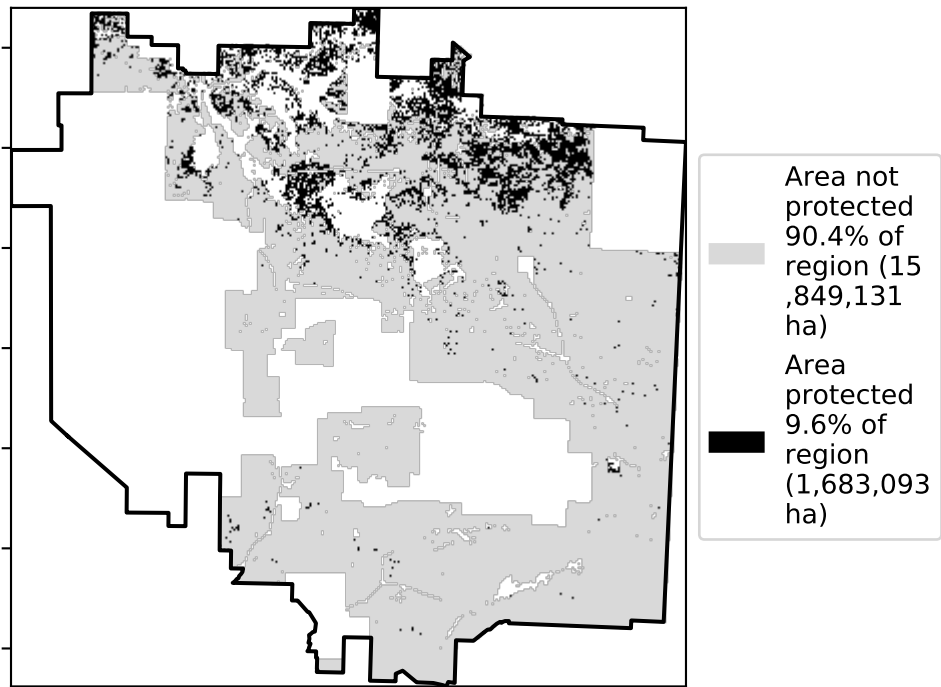 Area not
protected
90.4% of
region (15
,849,131
ha)
Area
protected
9.6% of
region
(1,683,093
ha)